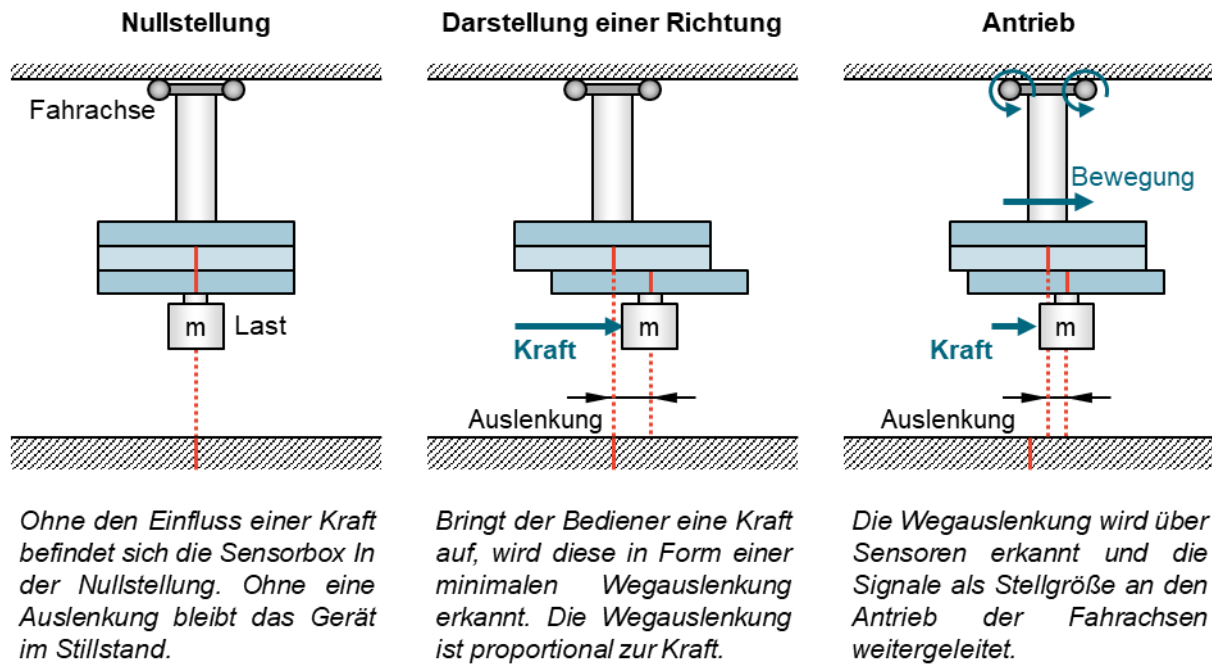 Nullstellung
Fahrachse
m
Last
Ohne den Einfluss einer Kraft
befindet sich die Sensorbox In
der Nullstellung. Ohne eine
Auslenkung bleibt das Gerät
im Stillstand.
Darstellung einer Richtung
m
Kraft
Auslenkung
Bringt der Bediener eine Kraft
auf, wird diese in Form einer
minimalen Wegauslenkung
erkannt. Die Wegauslenkung
ist proportional zur Kraft.
Antrieb
Bewegung
m
Kraft
Auslenkung
Die Wegauslenkung wird über
Sensoren erkannt und die
Signale als Stellgröße an den
Antrieb der Fahrachsen
weitergeleitet.